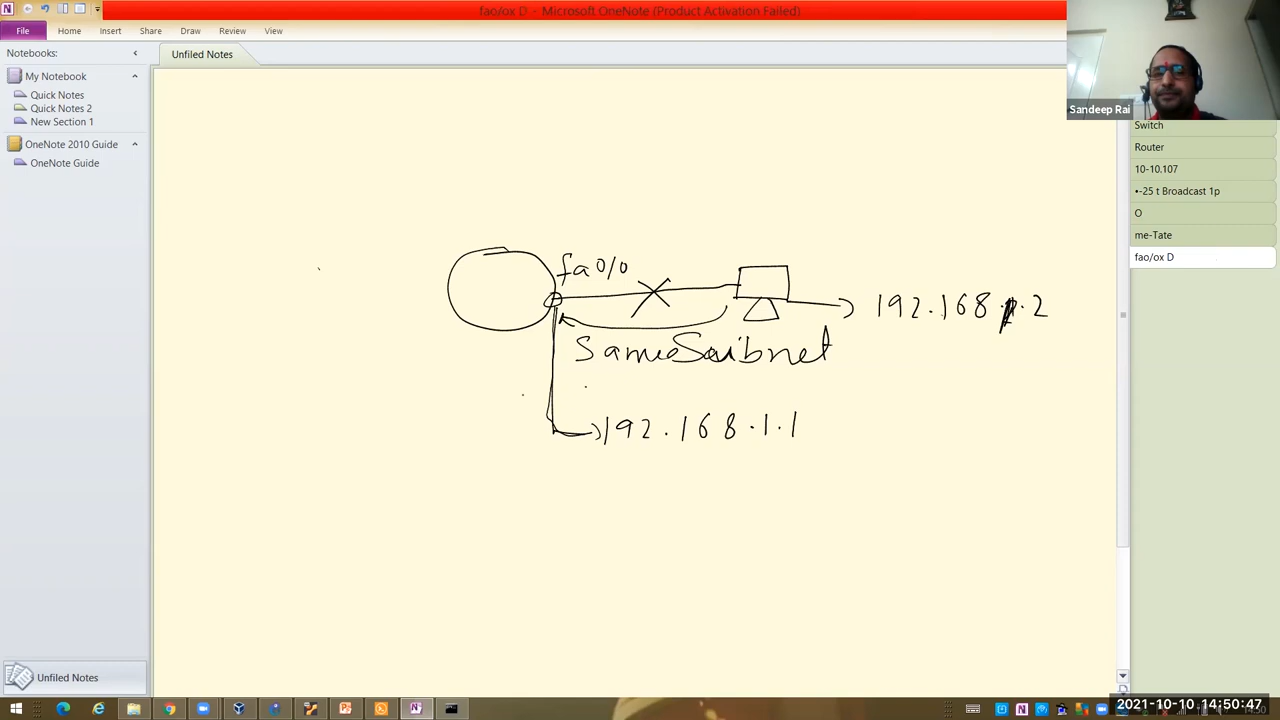 fao/ox D - Microsoft OneNote (Product Activation Failed)
File Home Insert Share Draw Review View
Notebooks:
Unfiled Notes
My Notebook
Quick Notes
Quick Notes 2
New Section 1
OneNote 2010 Guide
OneNote Guide
Unfiled Notes
fa0/0
192.168. .2
Same Subnet
192.168.1.1
Sandeep Rai
Switch
Router
10-10.107
•-25 t Broadcast 1p
O
me-Tate
fao/ox D
2021-10-10 14:50:47